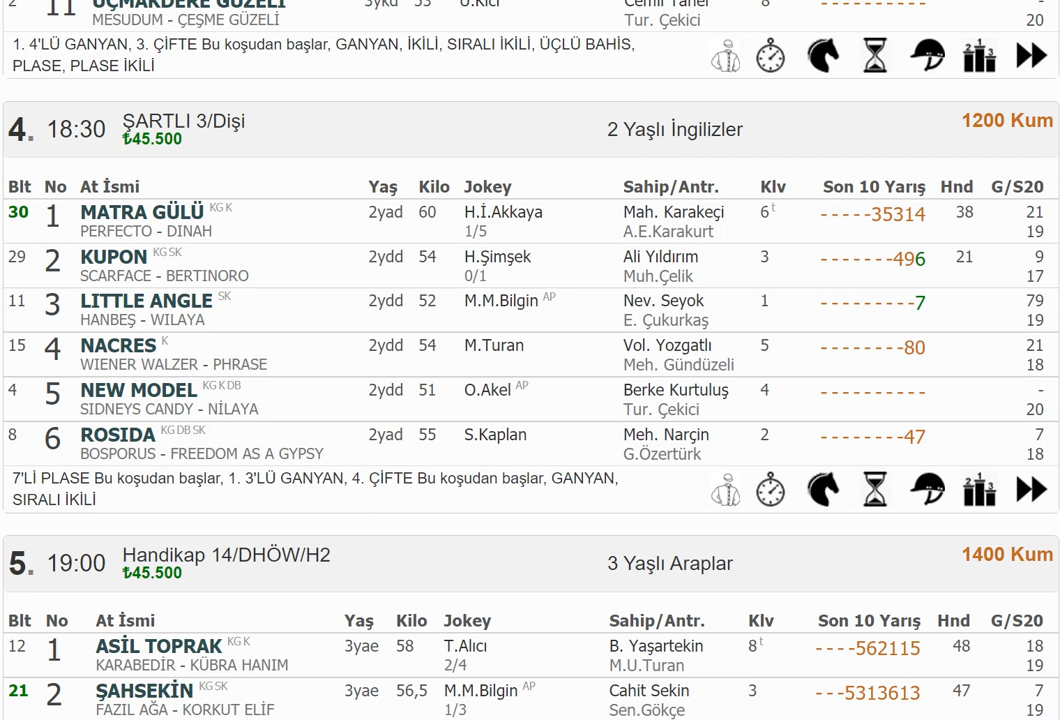 2 11 UÇMAKDERE GÜZELİ 3ykd 53 U.Kıcı Cemil Taner 8 - - - - - - - - - - -
MESUDUM - ÇEŞME GÜZELİ Tur. Çekici 20
1. 4'LÜ GANYAN, 3. ÇİFTE Bu koşudan başlar, GANYAN, İKİLİ, SIRALI İKİLİ, ÜÇLÜ BAHİS,
PLASE, PLASE İKİLİ
4. 18:30 ŞARTLI 3/Dişi 2 Yaşlı İngilizler 1200 Kum
₺45.500
Blt No At İsmi Yaş Kilo Jokey Sahip/Antr. Klv Son 10 Yarış Hnd G/S20
30 1 MATRA GÜLÜ KG K 2yad 60 H.İ.Akkaya Mah. Karakeçi 6 t - - - - -35314 38 21
PERFECTO - DINAH 1/5 A.E.Karakurt 19
29 2 KUPON KG SK 2ydd 54 H.Şimşek Ali Yıldırım 3 - - - - - - -496 21 9
SCARFACE - BERTINORO 0/1 Muh.Çelik 17
11 3 LITTLE ANGLE SK 2ydd 52 M.M.Bilgin AP Nev. Seyok 1 - - - - - - - - -7 79
HANBEŞ - WILAYA E. Çukurkaş 19
15 4 NACRES K 2ydd 54 M.Turan Vol. Yozgatlı 5 - - - - - - - -80 21
WIENER WALZER - PHRASE Meh. Gündüzeli 18
4 5 NEW MODEL KG K DB 2ydd 51 O.Akel AP Berke Kurtuluş 4 - - - - - - - - - - -
SIDNEYS CANDY - NİLAYA Tur. Çekici 20
8 6 ROSIDA KG DB SK 2yad 55 S.Kaplan Meh. Narçin 2 - - - - - - - -47 7
BOSPORUS - FREEDOM AS A GYPSY G.Özertürk 18
7'Lİ PLASE Bu koşudan başlar, 1. 3'LÜ GANYAN, 4. ÇİFTE Bu koşudan başlar, GANYAN,
SIRALI İKİLİ
5. 19:00 Handikap 14/DHÖW/H2 3 Yaşlı Araplar 1400 Kum
₺45.500
Blt No At İsmi Yaş Kilo Jokey Sahip/Antr. Klv Son 10 Yarış Hnd G/S20
12 1 ASİL TOPRAK KG K 3yae 58 T.Alıcı B. Yaşartekin 8 t - - - -562115 48 18
KARABEDİR - KÜBRA HANIM 2/4 M.U.Turan 19
21 2 ŞAHSEKİN KG SK 3yae 56,5 M.M.Bilgin AP Cahit Sekin 3 - - -5313613 47 7
FAZIL AĞA - KORKUT ELİF 1/3 Sen.Gökçe 19